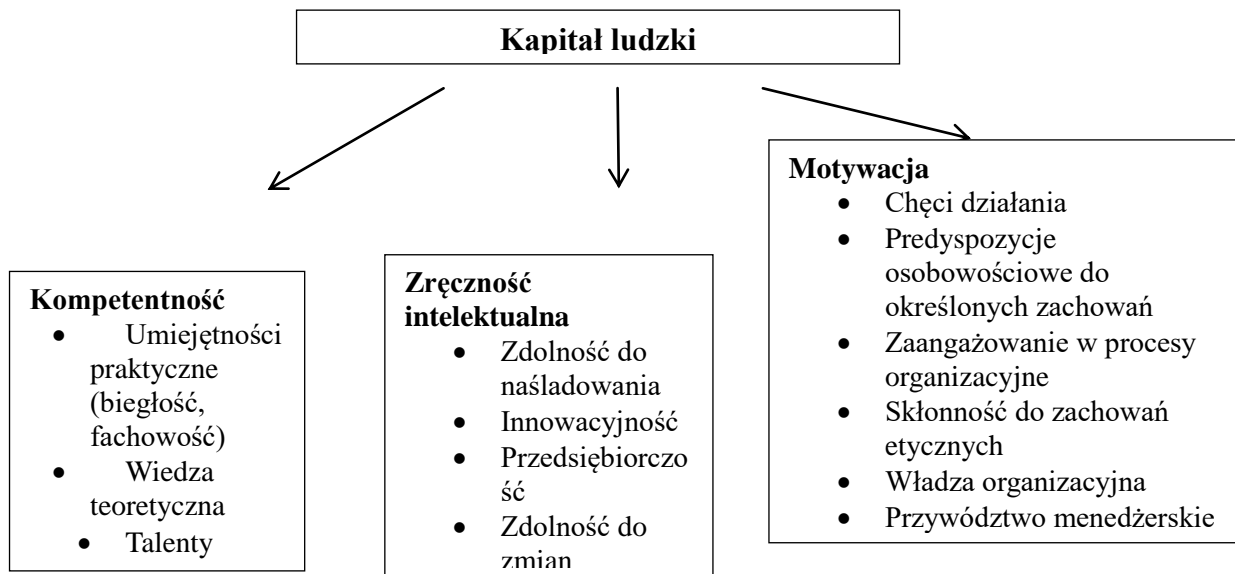 Kapitał ludzki
Kompetentność
• Umiejętności
praktyczne
(biegłość,
fachowość)
• Wiedza
teoretyczna
• Talenty
Zręczność
intelektualna
• Zdolność do
naśladowania
• Innowacyjność
• Przedsiębiorczo
ść
• Zdolność do
zmian
Motywacja
• Chęci działania
• Predyspozycje
osobowościowe do
określonych zachowań
• Zaangażowanie w procesy
organizacyjne
• Skłonność do zachowań
etycznych
• Władza organizacyjna
• Przywództwo menedżerskie